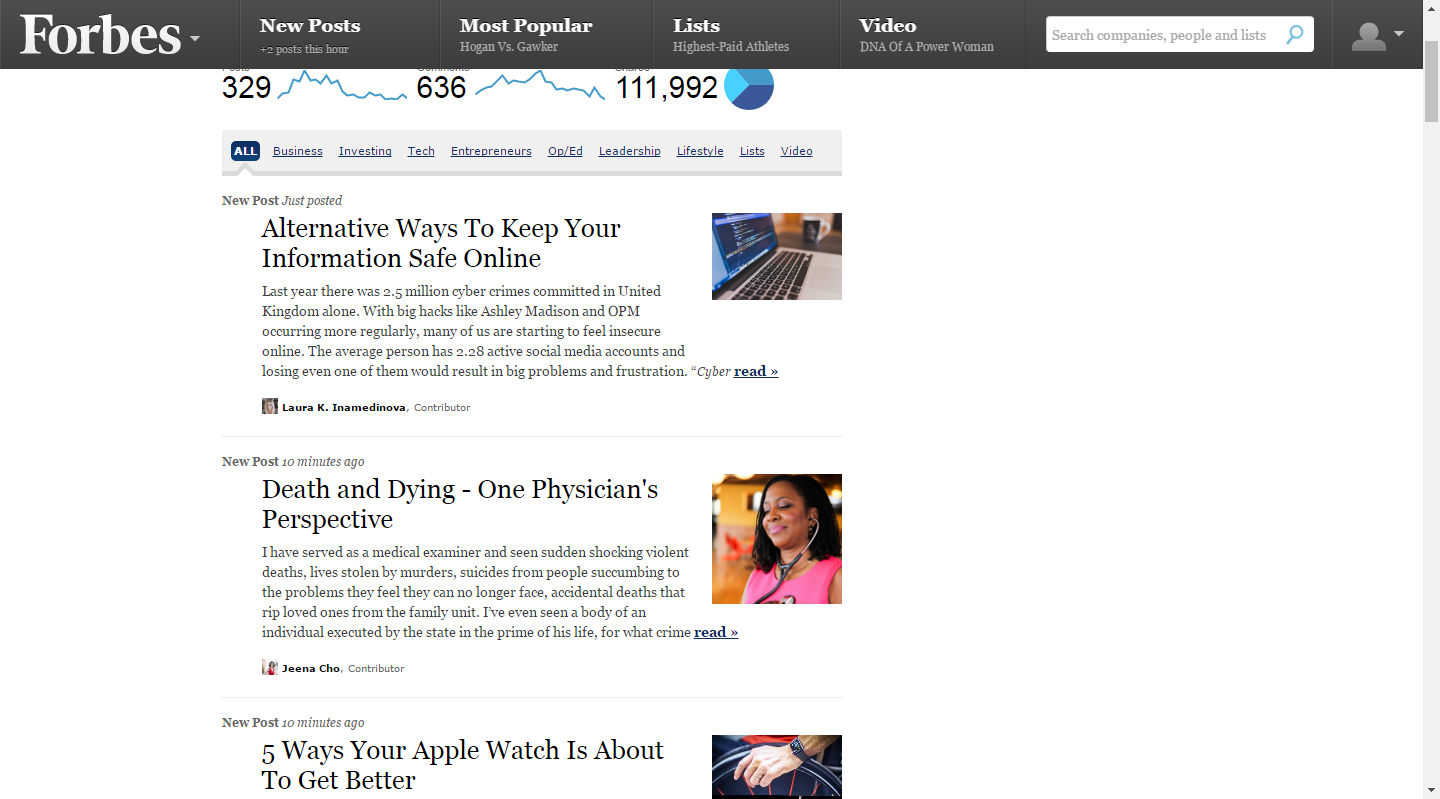 Forbes
New Posts
+2 posts this hour
Most Popular
Hogan Vs. Gawker
Lists
Highest-Paid Athletes
Video
DNA Of A Power Woman
Search companies, people and lists
Posts Comments Shares
329 636 111,992
ALL Business Investing Tech Entrepreneurs Op/Ed Leadership Lifestyle Lists Video
New Post Just posted
Alternative Ways To Keep Your
Information Safe Online
Last year there was 2.5 million cyber crimes committed in United
Kingdom alone. With big hacks like Ashley Madison and OPM
occurring more regularly, many of us are starting to feel insecure
online. The average person has 2.28 active social media accounts and
losing even one of them would result in big problems and frustration. “Cyber read »
Laura K. Inamedinova, Contributor
New Post 10 minutes ago
Death and Dying - One Physician's
Perspective
I have served as a medical examiner and seen sudden shocking violent
deaths, lives stolen by murders, suicides from people succumbing to
the problems they feel they can no longer face, accidental deaths that
rip loved ones from the family unit. I’ve even seen a body of an
individual executed by the state in the prime of his life, for what crime read »
Jeena Cho, Contributor
New Post 10 minutes ago
5 Ways Your Apple Watch Is About
To Get Better